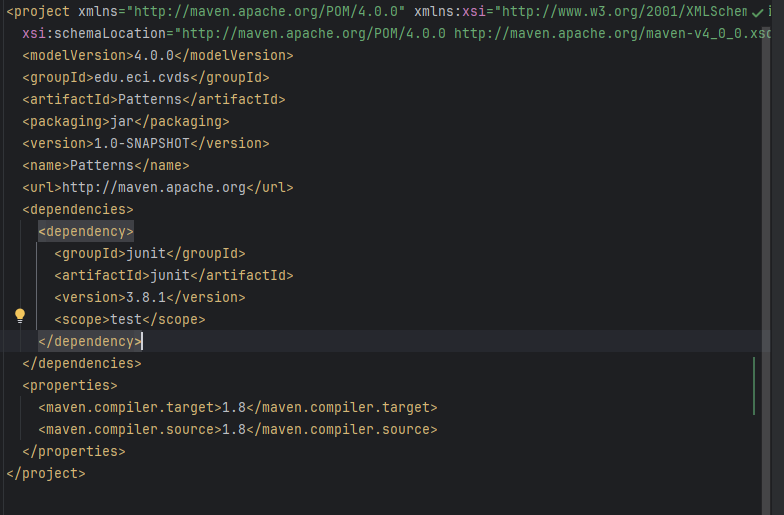 <project xmlns="http://maven.apache.org/POM/4.0.0" xmlns:xsi="http://www.w3.org/2001/XMLSchem
xsi:schemaLocation="http://maven.apache.org/POM/4.0.0 http://maven.apache.org/maven-v4_0_0.xsd
<modelVersion>4.0.0</modelVersion>
<groupId>edu.eci.cvds</groupId>
<artifactId>Patterns</artifactId>
<packaging>jar</packaging>
<version>1.0-SNAPSHOT</version>
<name>Patterns</name>
<url>http://maven.apache.org</url>
<dependencies>
<dependency>
<groupId>junit</groupId>
<artifactId>junit</artifactId>
<version>3.8.1</version>
<scope>test</scope>
</dependency>
</dependencies>
<properties>
<maven.compiler.target>1.8</maven.compiler.target>
<maven.compiler.source>1.8</maven.compiler.source>
</properties>
</project>